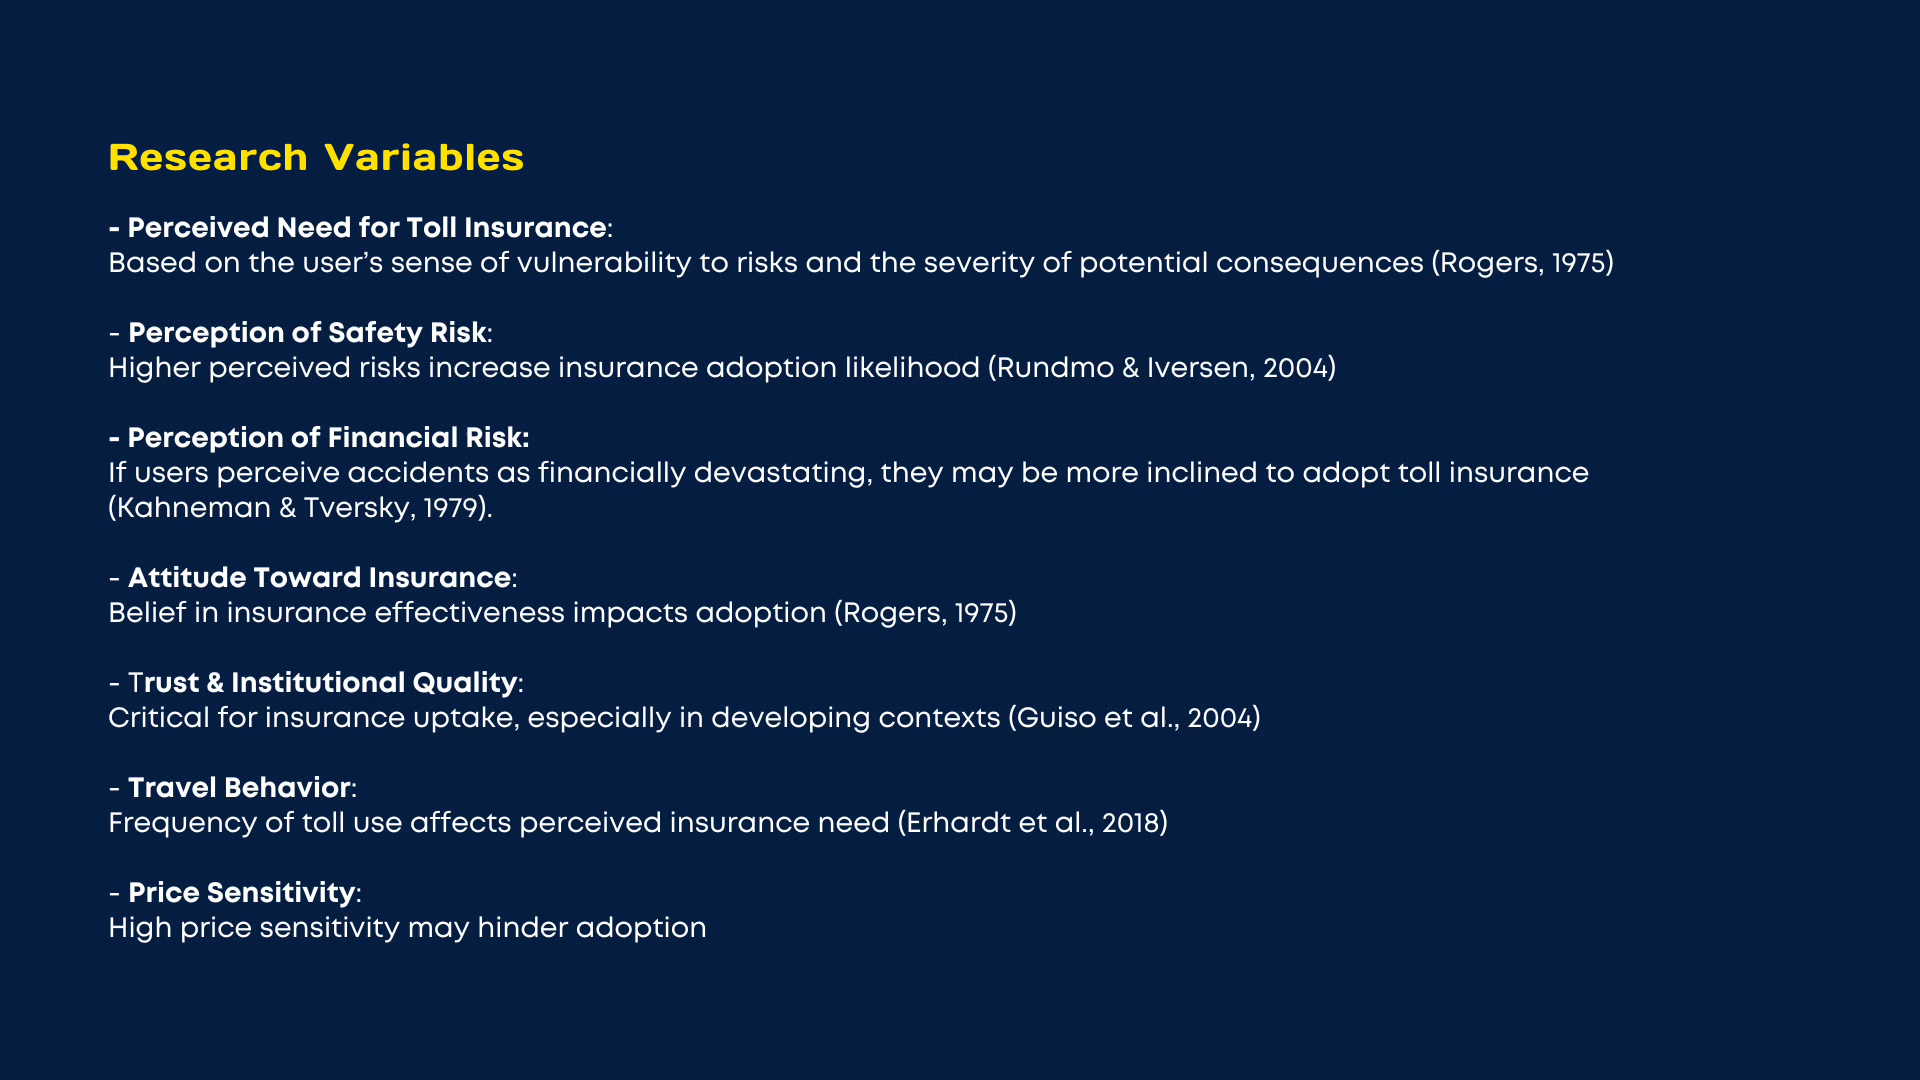 Research Variables
- Perceived Need for Toll Insurance:
Based on the user’s sense of vulnerability to risks and the severity of potential consequences (Rogers, 1975)
- Perception of Safety Risk:
Higher perceived risks increase insurance adoption likelihood (Rundmo & Iversen, 2004)
- Perception of Financial Risk:
If users perceive accidents as financially devastating, they may be more inclined to adopt toll insurance
(Kahneman & Tversky, 1979).
- Attitude Toward Insurance:
Belief in insurance effectiveness impacts adoption (Rogers, 1975)
- Trust & Institutional Quality:
Critical for insurance uptake, especially in developing contexts (Guiso et al., 2004)
- Travel Behavior:
Frequency of toll use affects perceived insurance need (Erhardt et al., 2018)
- Price Sensitivity:
High price sensitivity may hinder adoption